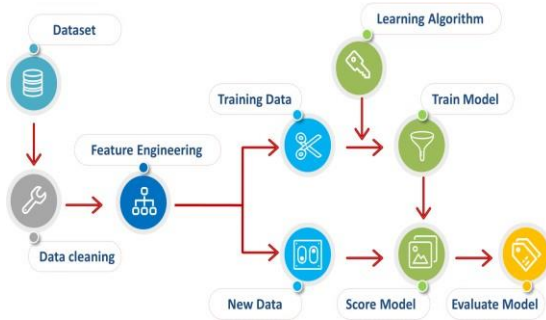 Dataset
Learning Algorithm
Training Data
Train Model
Feature Engineering
Data cleaning
New Data
Score Model
Evaluate Model